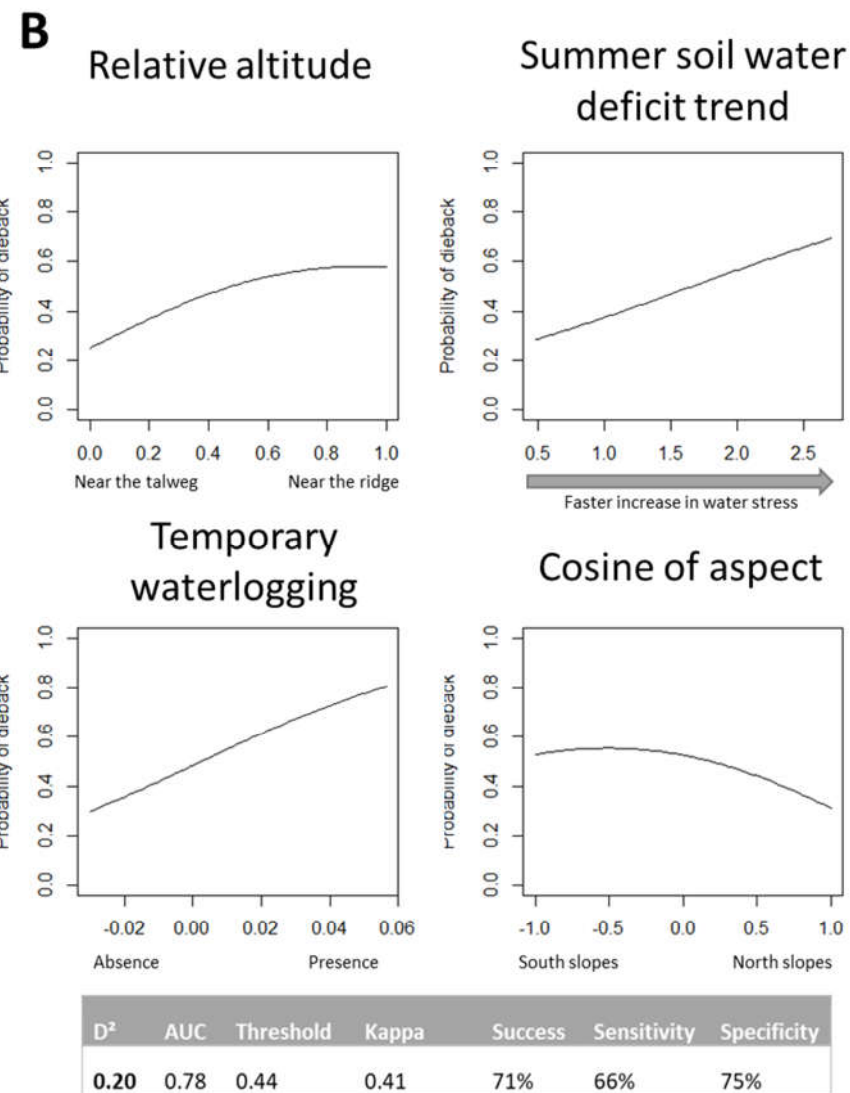 B
Relative altitude
Probability of dieback
1.0
0.8
0.6
0.4
0.2
0.0
0.0 0.2 0.4 0.6 0.8 1.0
Near the talweg Near the ridge
Summer soil water
deficit trend
Probability of dieback
1.0
0.8
0.6
0.4
0.2
0.0
0.5 1.0 1.5 2.0 2.5
Faster increase in water stress
Temporary
waterlogging
Probability of dieback
1.0
0.8
0.6
0.4
0.2
0.0
-0.02 0.00 0.02 0.04 0.06
Absence Presence
Cosine of aspect
Probability of dieback
1.0
0.8
0.6
0.4
0.2
0.0
-1.0 -0.5 0.0 0.5 1.0
South slopes North slopes
D² AUC Threshold Kappa Success Sensitivity Specificity
0.20 0.78 0.44 0.41 71% 66% 75%